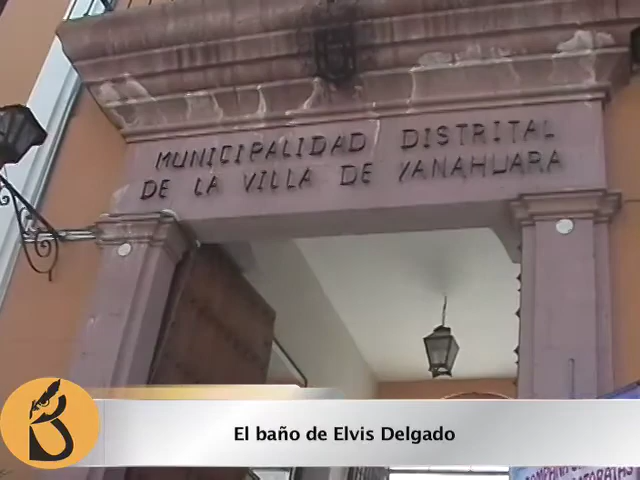 MUNICIPALIDAD DISTRITAL
DE LA VILLA DE YANAHUARA
El baño de Elvis Delgado